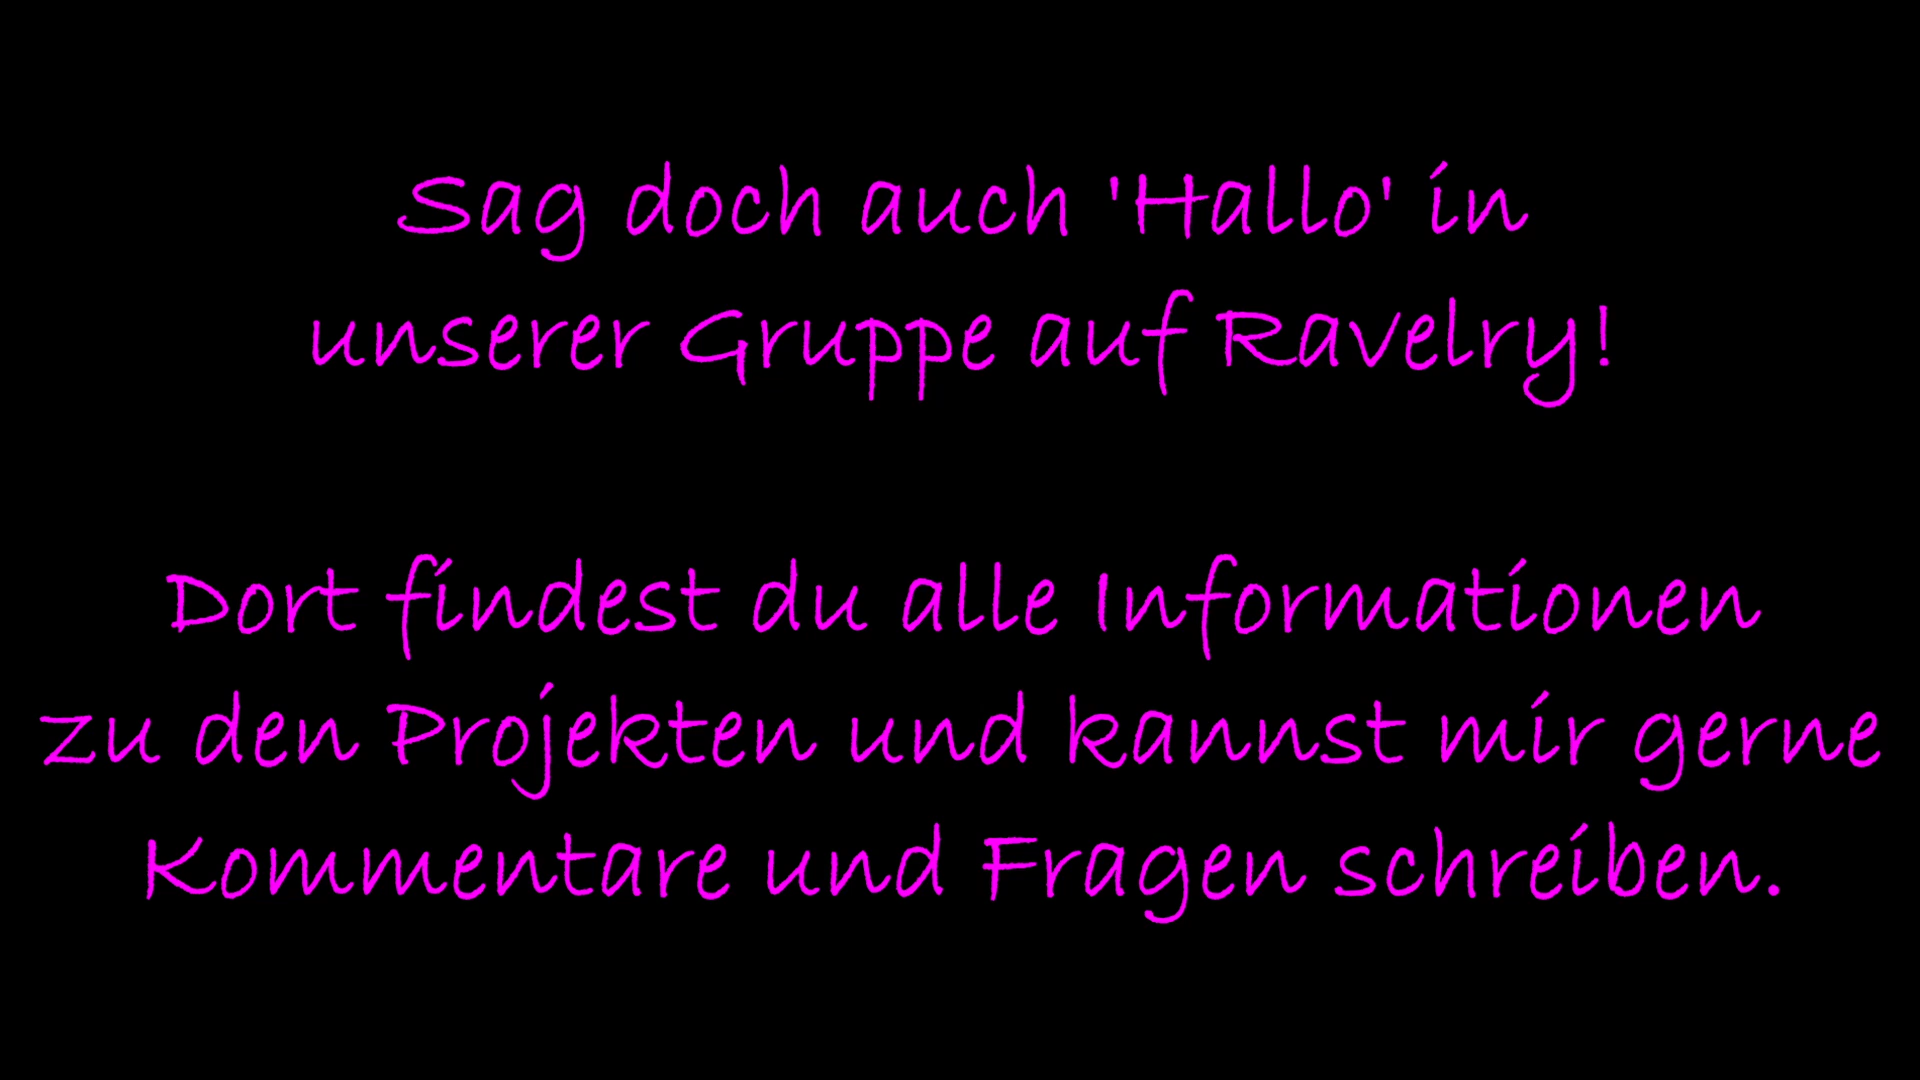 Sag doch auch 'Hallo' in
unserer Gruppe auf Ravelry!
Dort findest du alle Informationen
zu den Projekten und kannst mir gerne
Kommentare und Fragen schreiben.